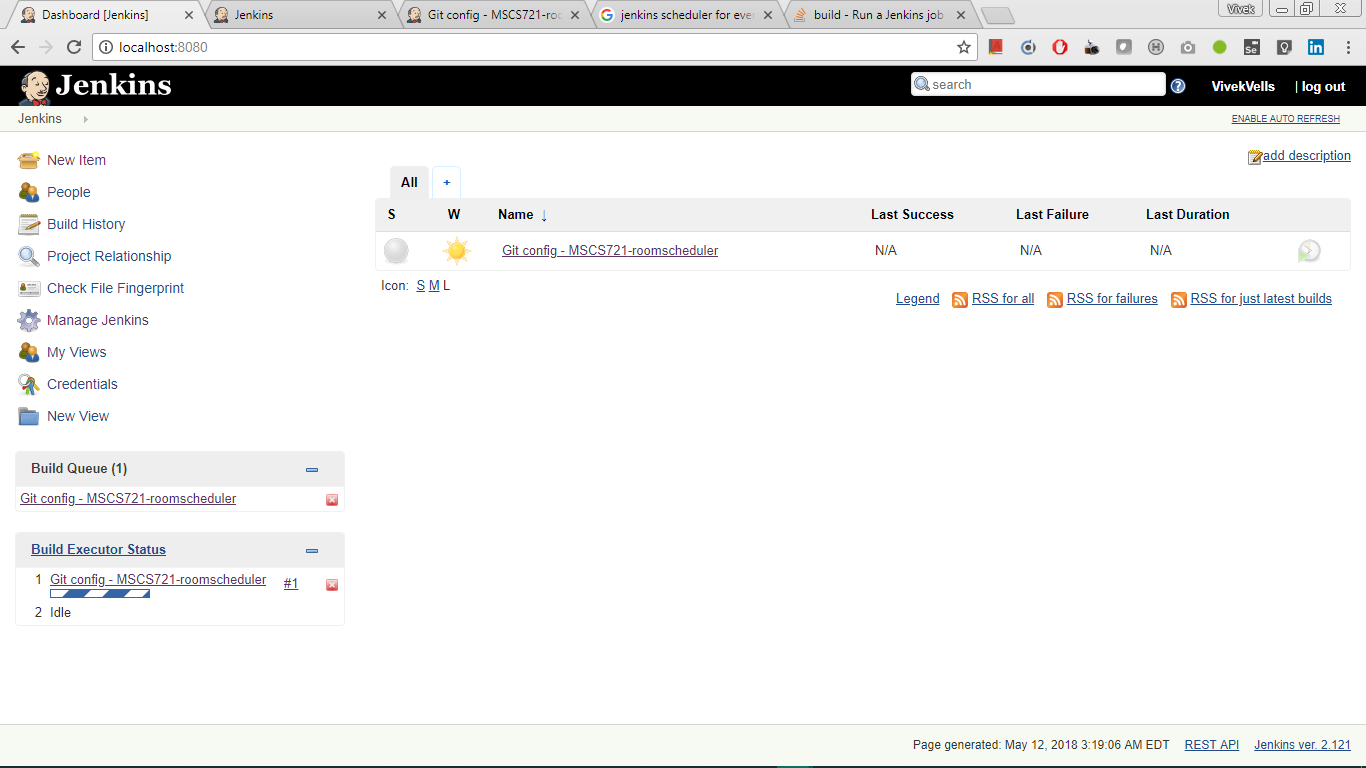 Dashboard [Jenkins]
Jenkins
Git config - MSCS721-roo
jenkins scheduler for eve
build - Run a Jenkins job
Vivek
localhost:8080
Jenkins
search
VivekVells
| log out
Jenkins
ENABLE AUTO REFRESH
New Item
People
Build History
Project Relationship
Check File Fingerprint
Manage Jenkins
My Views
Credentials
New View
add description
All
+
S W Name ↓ Last Success Last Failure Last Duration
Git config - MSCS721-roomscheduler N/A N/A N/A
Icon: S M L
Legend RSS for all RSS for failures RSS for just latest builds
Build Queue (1)
Git config - MSCS721-roomscheduler
Build Executor Status
1 Git config - MSCS721-roomscheduler #1
2 Idle
Page generated: May 12, 2018 3:19:06 AM EDT REST API Jenkins ver. 2.121